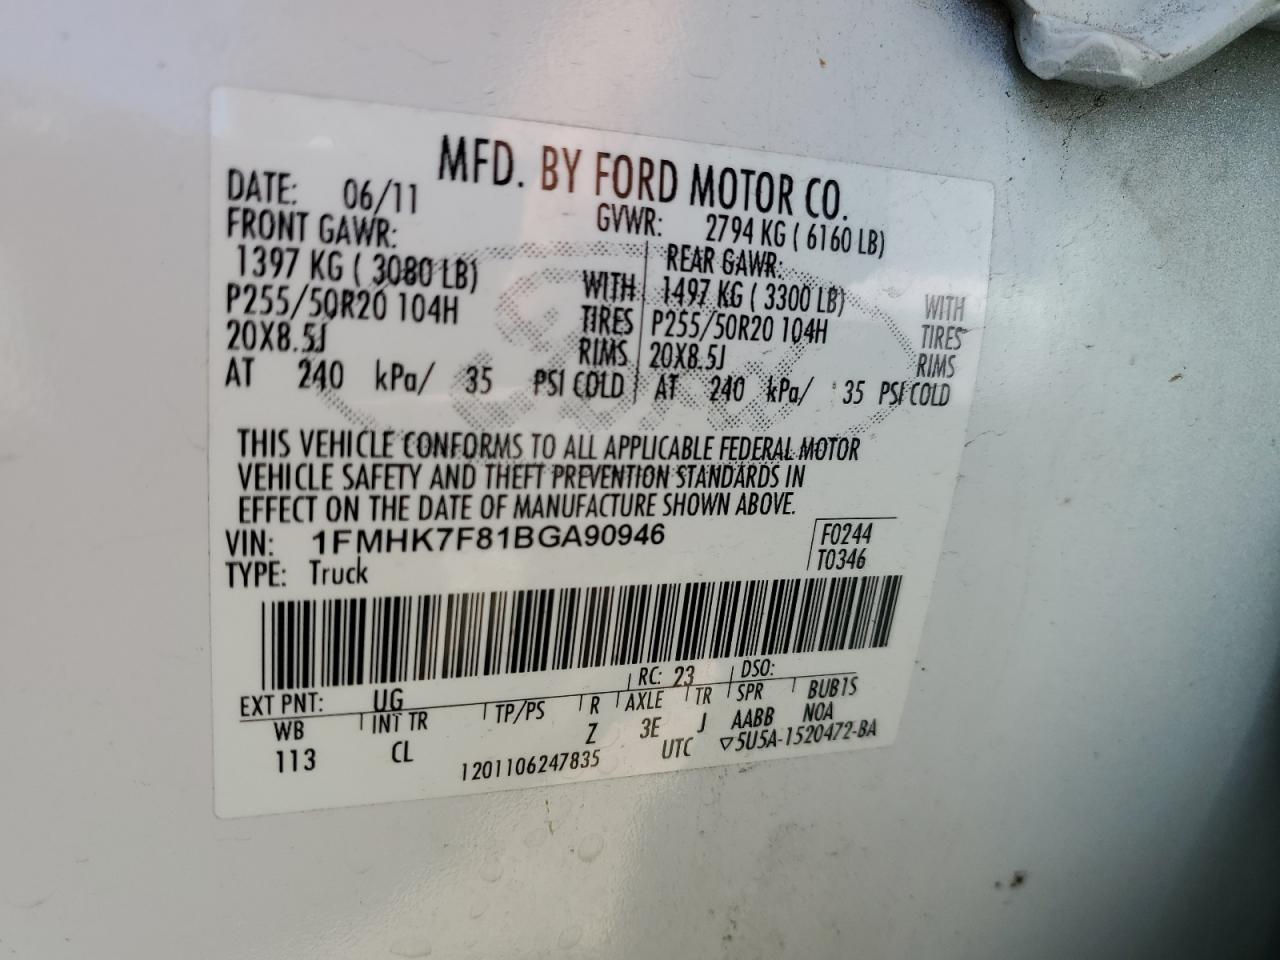 MFD. BY FORD MOTOR CO.
DATE: 06/11 GVWR: 2794 KG ( 6160 LB)
FRONT GAWR: REAR GAWR:
1397 KG ( 3080 LB) WITH 1497 KG ( 3300 LB) WITH
P255/50R20 104H TIRES P255/50R20 104H TIRES
20X8.5J RIMS 20X8.5J RIMS
AT 240 kPa/ 35 PSI COLD AT 240 kPa/ 35 PSI COLD
THIS VEHICLE CONFORMS TO ALL APPLICABLE FEDERAL MOTOR
VEHICLE SAFETY AND THEFT PREVENTION STANDARDS IN
EFFECT ON THE DATE OF MANUFACTURE SHOWN ABOVE.
VIN: 1FMHK7F81BGA90946 F0244
TYPE: Truck T0346
EXT PNT: UG RC: 23 DSO:
WB INT TR TP/PS R AXLE TR SPR BUB1S
113 CL Z 3E J AABB NOA
1201106247835 UTC ▽5U5A-1520472-BA